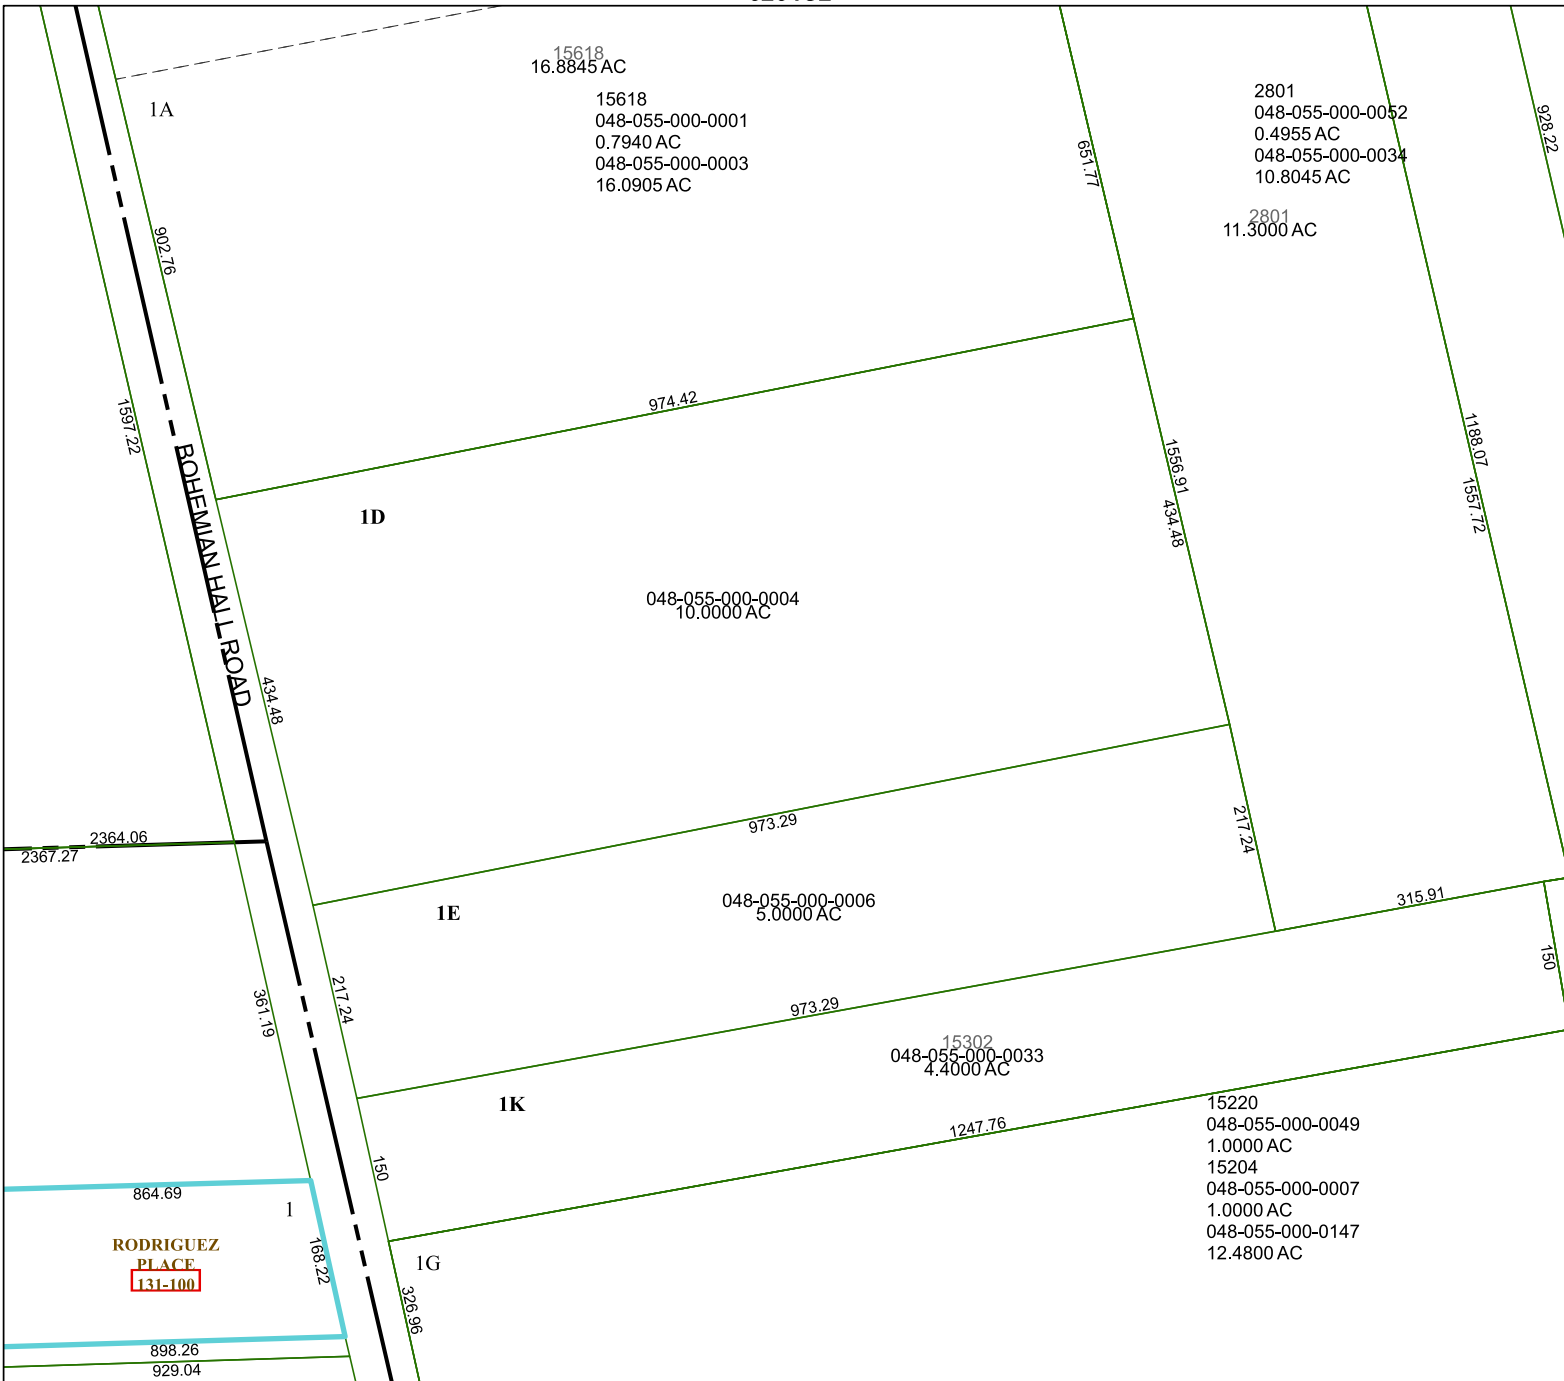 15618
16.8845 AC
15618
048-055-000-0001
0.7940 AC
048-055-000-0003
16.0905 AC
1A
2801
048-055-000-0052
0.4955 AC
048-055-000-0034
10.8045 AC
2801
11.3000 AC
928.22
651.77
902.76
974.42
1597.22
BOHEMIAN HALL ROAD
1556.91
434.48
1188.07
1557.72
1D
048-055-000-0004
10.0000 AC
434.48
973.29
217.24
2364.06
2367.27
1E
048-055-000-0006
5.0000 AC
315.91
150
361.19
217.24
973.29
15302
048-055-000-0033
4.4000 AC
1K
1247.76
15220
048-055-000-0049
1.0000 AC
15204
048-055-000-0007
1.0000 AC
048-055-000-0147
12.4800 AC
150
864.69
1
RODRIGUEZ
PLACE
131-100
168.22
1G
326.96
898.26
929.04